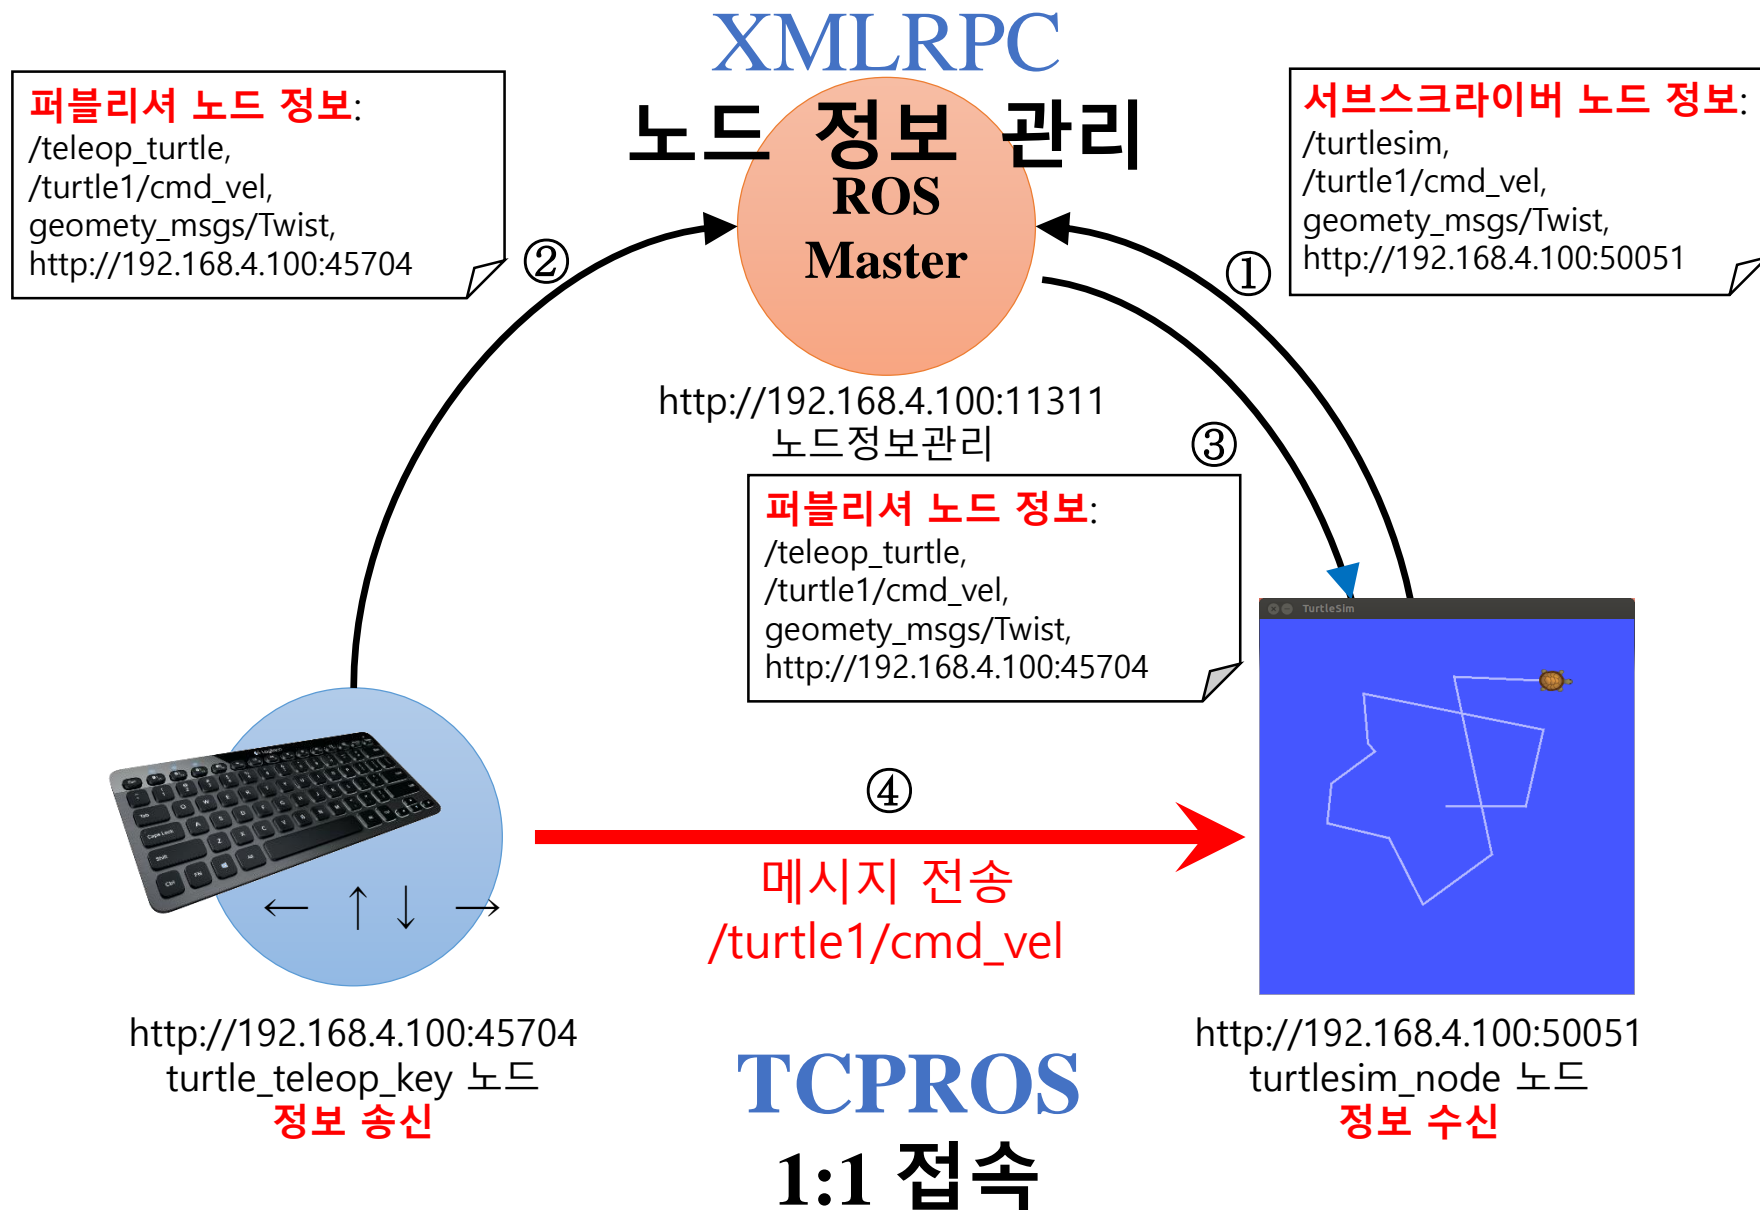 XMLRPC
노드 정보 관리
퍼블리셔 노드 정보:
/teleop_turtle,
/turtle1/cmd_vel,
geomety_msgs/Twist,
http://192.168.4.100:45704
②
ROS
Master
①
서브스크라이버 노드 정보:
/turtlesim,
/turtle1/cmd_vel,
geomety_msgs/Twist,
http://192.168.4.100:50051
http://192.168.4.100:11311
노드정보관리
③
퍼블리셔 노드 정보:
/teleop_turtle,
/turtle1/cmd_vel,
geomety_msgs/Twist,
http://192.168.4.100:45704
TurtleSim
④
메시지 전송
/turtle1/cmd_vel
← ↑ ↓ →
http://192.168.4.100:45704
turtle_teleop_key 노드
정보 송신
TCPROS
1:1 접속
http://192.168.4.100:50051
turtlesim_node 노드
정보 수신